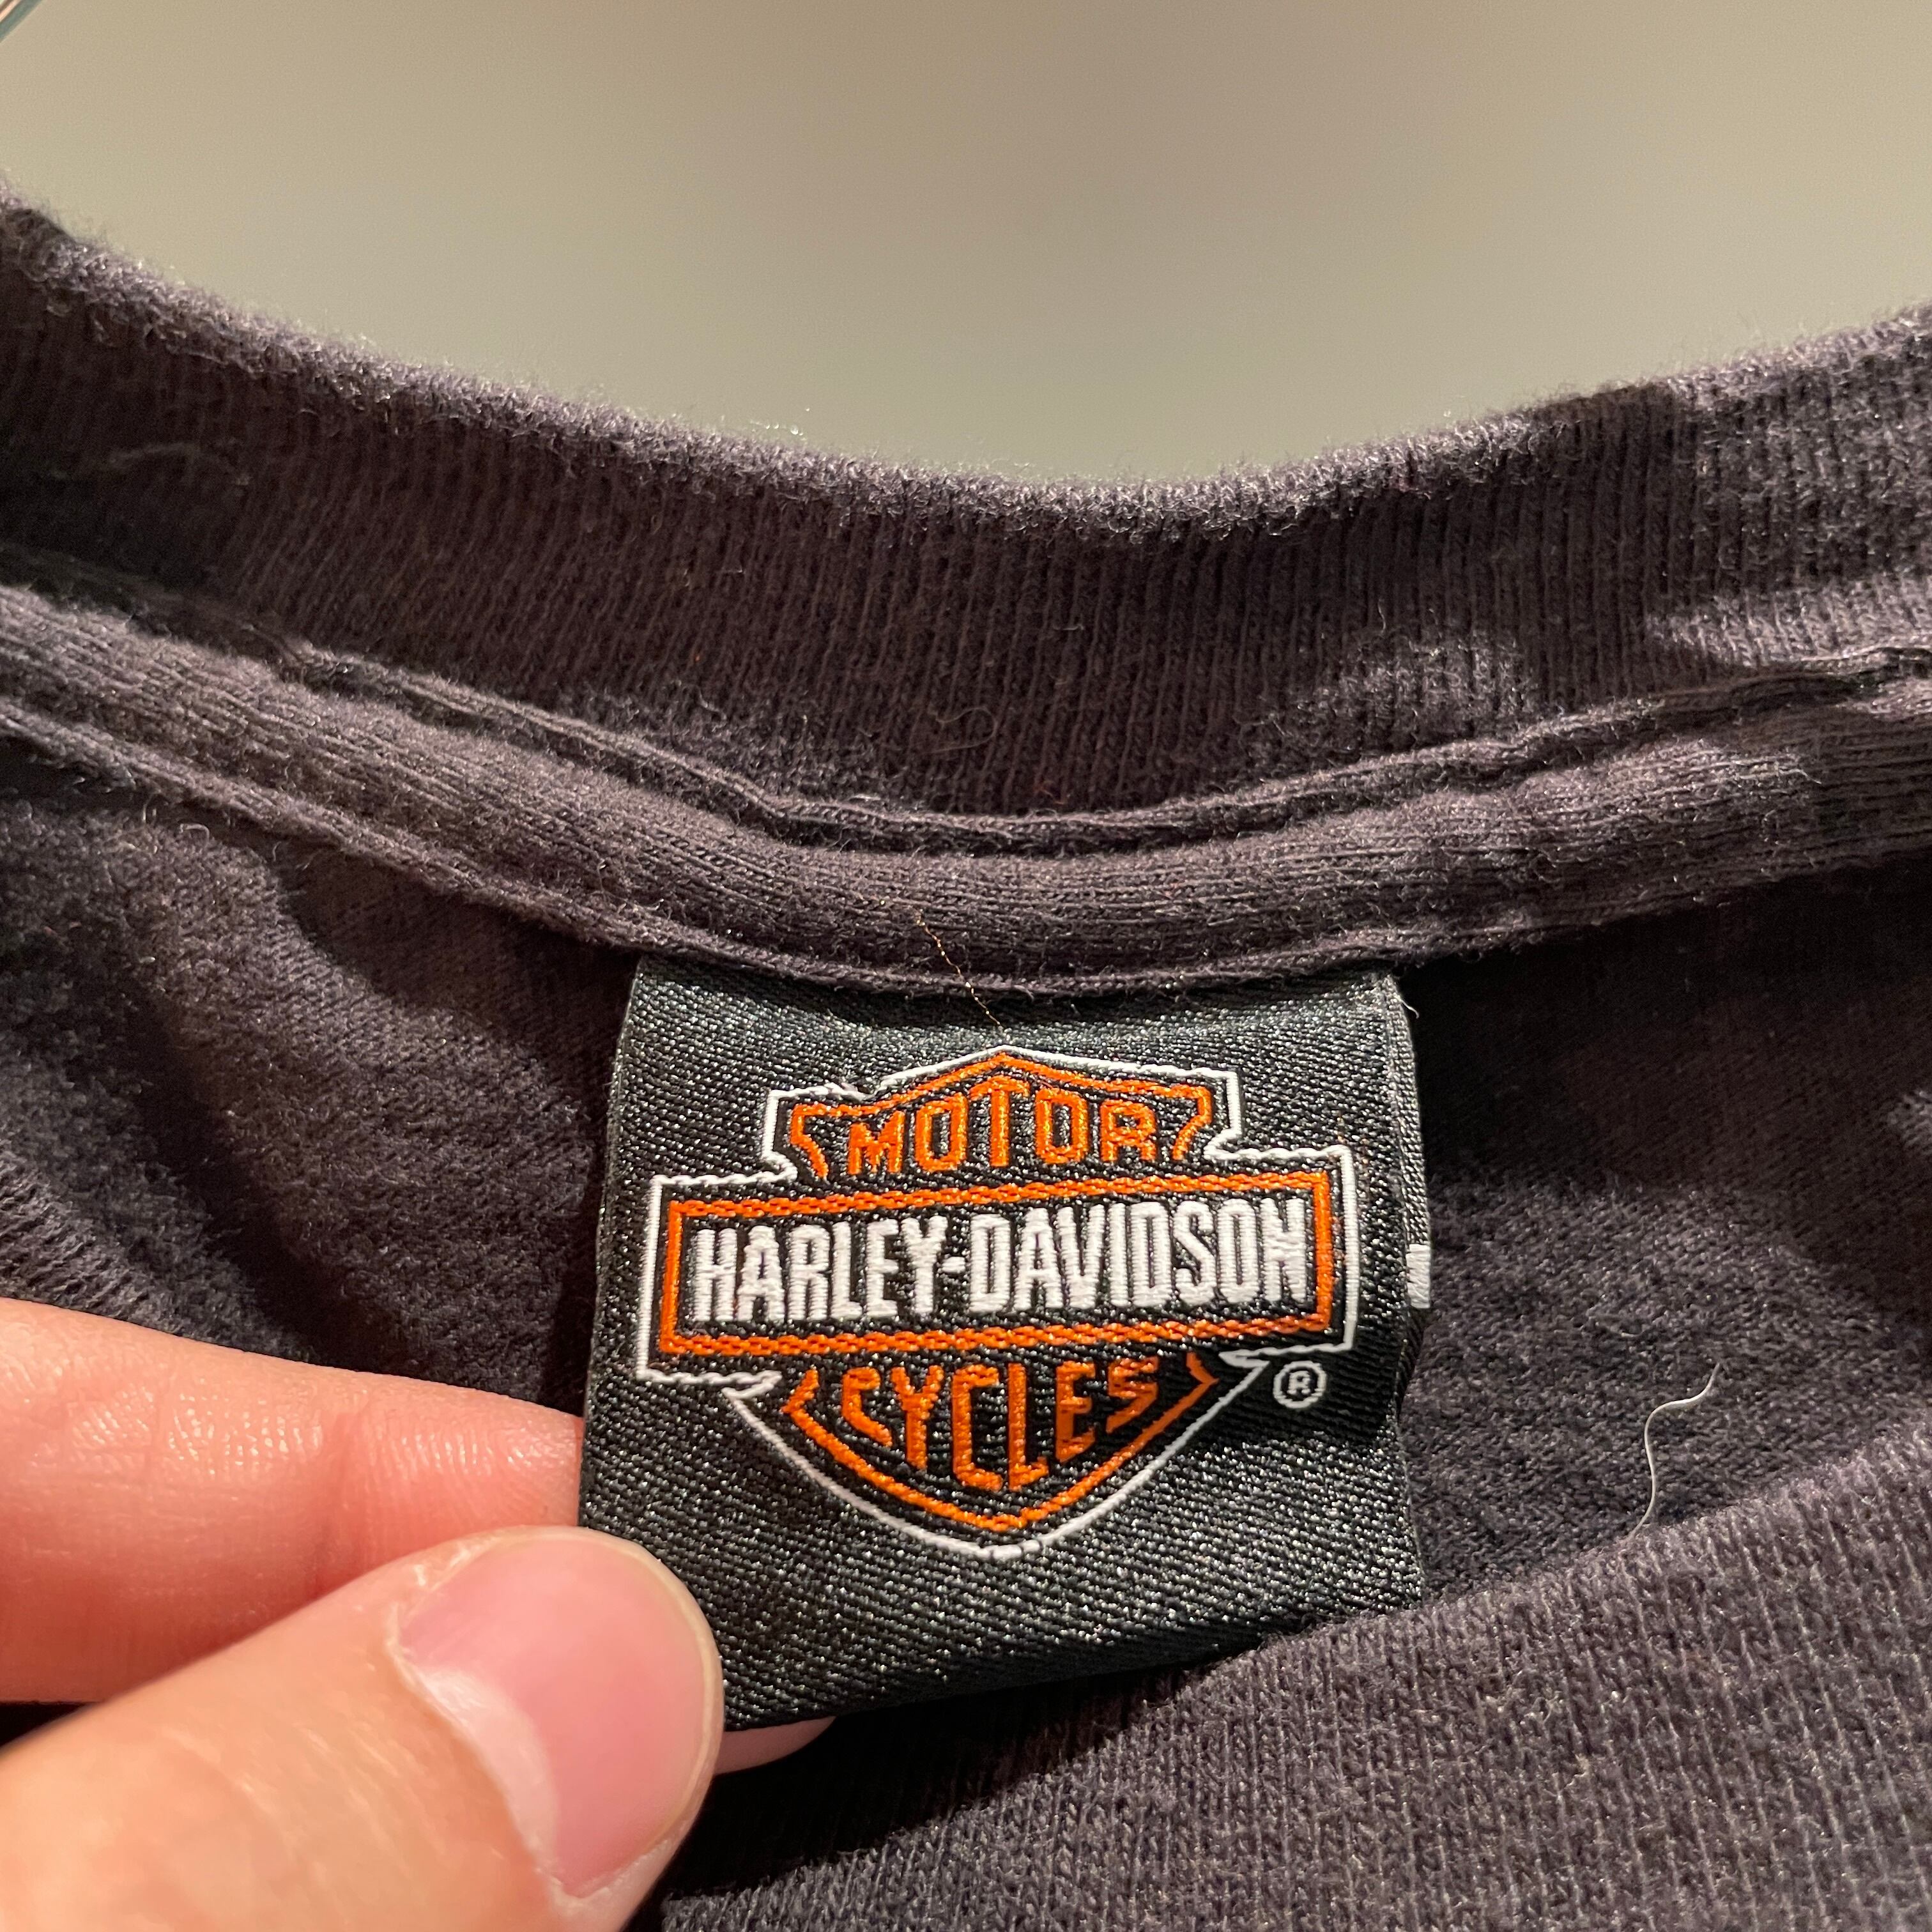 MOTOR
HARLEY-DAVIDSON
CYCLES
®